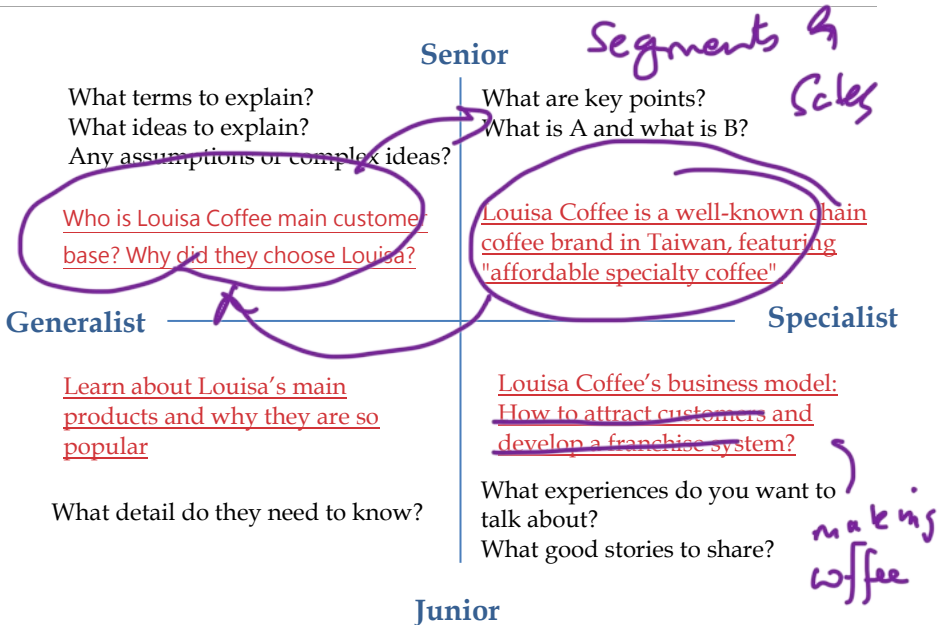 Segments &
Sales
Senior
What terms to explain?
What ideas to explain?
Any assumptions or complex ideas?
What are key points?
What is A and what is B?
Who is Louisa Coffee main customer
base? Why did they choose Louisa?
Louisa Coffee is a well-known chain
coffee brand in Taiwan, featuring
"affordable specialty coffee".
Generalist
Specialist
Learn about Louisa's main
products and why they are so
popular
What detail do they need to know?
Louisa Coffee's business model:
How to attract customers and
develop a franchise system?
What experiences do you want to
talk about?
What good stories to share?
making
coffee
Junior